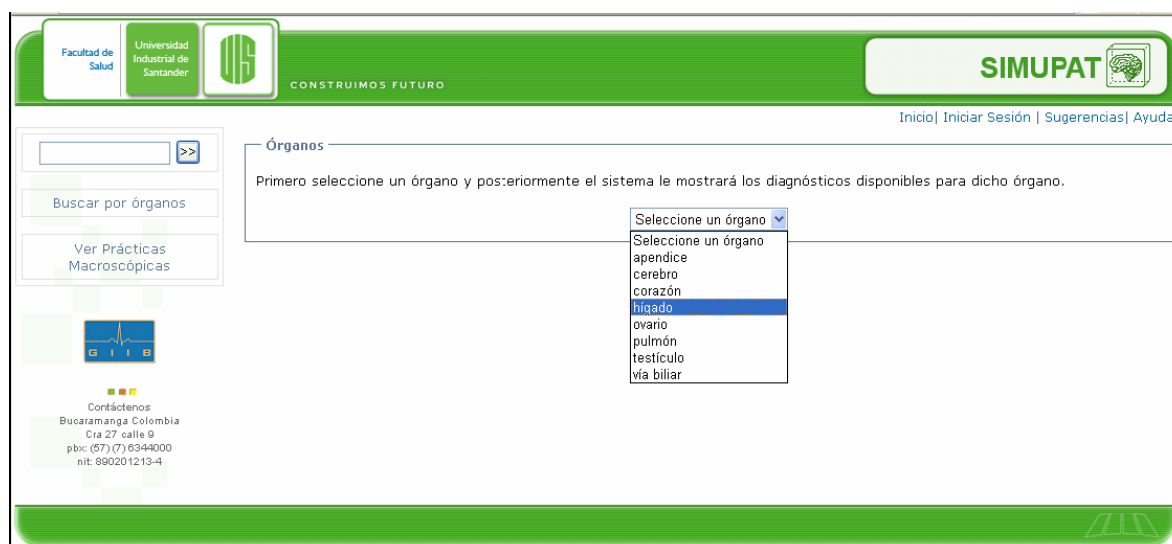 Facultad de
Salud
Universidad
Industrial de
Santander
UIS
CONSTRUIMOS FUTURO
SIMUPAT
Inicio| Iniciar Sesión | Sugerencias| Ayuda
>>
Buscar por órganos
Ver Prácticas
Macroscópicas
Órganos
Primero seleccione un órgano y posteriormente el sistema le mostrará los diagnósticos disponibles para dicho órgano.
Seleccione un órgano
Seleccione un órgano
apendice
cerebro
corazón
hígado
ovario
pulmón
testículo
vía biliar
G I I B
Contáctenos
Bucaramanga Colombia
Cra 27 calle 9
pbx: (57) (7) 6344000
nit: 890201213-4